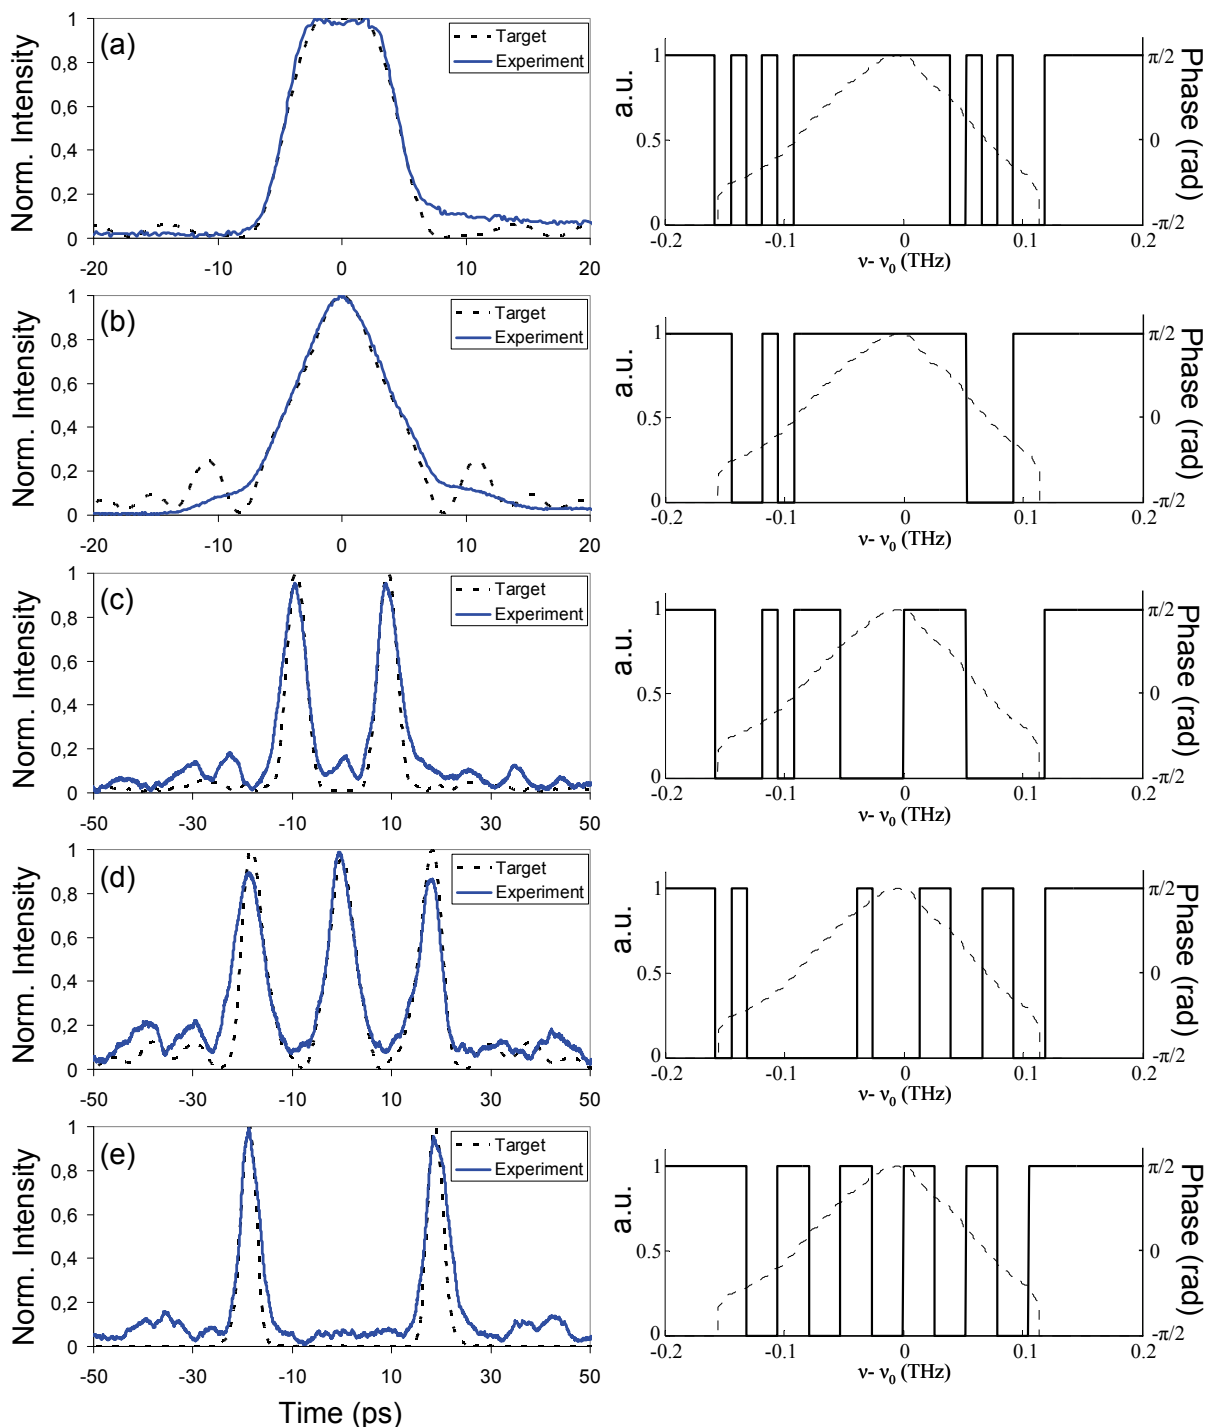 (a)
Target
Experiment
Norm. Intensity
1
0,8
0,6
0,4
0,2
0
-20 -10 0 10 20
a.u.
1
0.5
0
π/2
0
-π/2
Phase (rad)
-0.2 -0.1 0 0.1 0.2
ν- ν0 (THz)
(b)
Target
Experiment
Norm. Intensity
1
0,8
0,6
0,4
0,2
0
-20 -10 0 10 20
a.u.
1
0.5
0
π/2
0
-π/2
Phase (rad)
-0.2 -0.1 0 0.1 0.2
ν- ν0 (THz)
(c)
Target
Experiment
Norm. Intensity
1
0,8
0,6
0,4
0,2
0
-50 -30 -10 10 30 50
a.u.
1
0.5
0
π/2
0
-π/2
Phase (rad)
-0.2 -0.1 0 0.1 0.2
ν- ν0 (THz)
(d)
Target
Experiment
Norm. Intensity
1
0,8
0,6
0,4
0,2
0
-50 -30 -10 10 30 50
a.u.
1
0.5
0
π/2
0
-π/2
Phase (rad)
-0.2 -0.1 0 0.1 0.2
ν- ν0 (THz)
(e)
Target
Experiment
Norm. Intensity
1
0,8
0,6
0,4
0,2
0
-50 -30 -10 10 30 50
Time (ps)
a.u.
1
0.5
0
π/2
0
-π/2
Phase (rad)
-0.2 -0.1 0 0.1 0.2
ν- ν0 (THz)